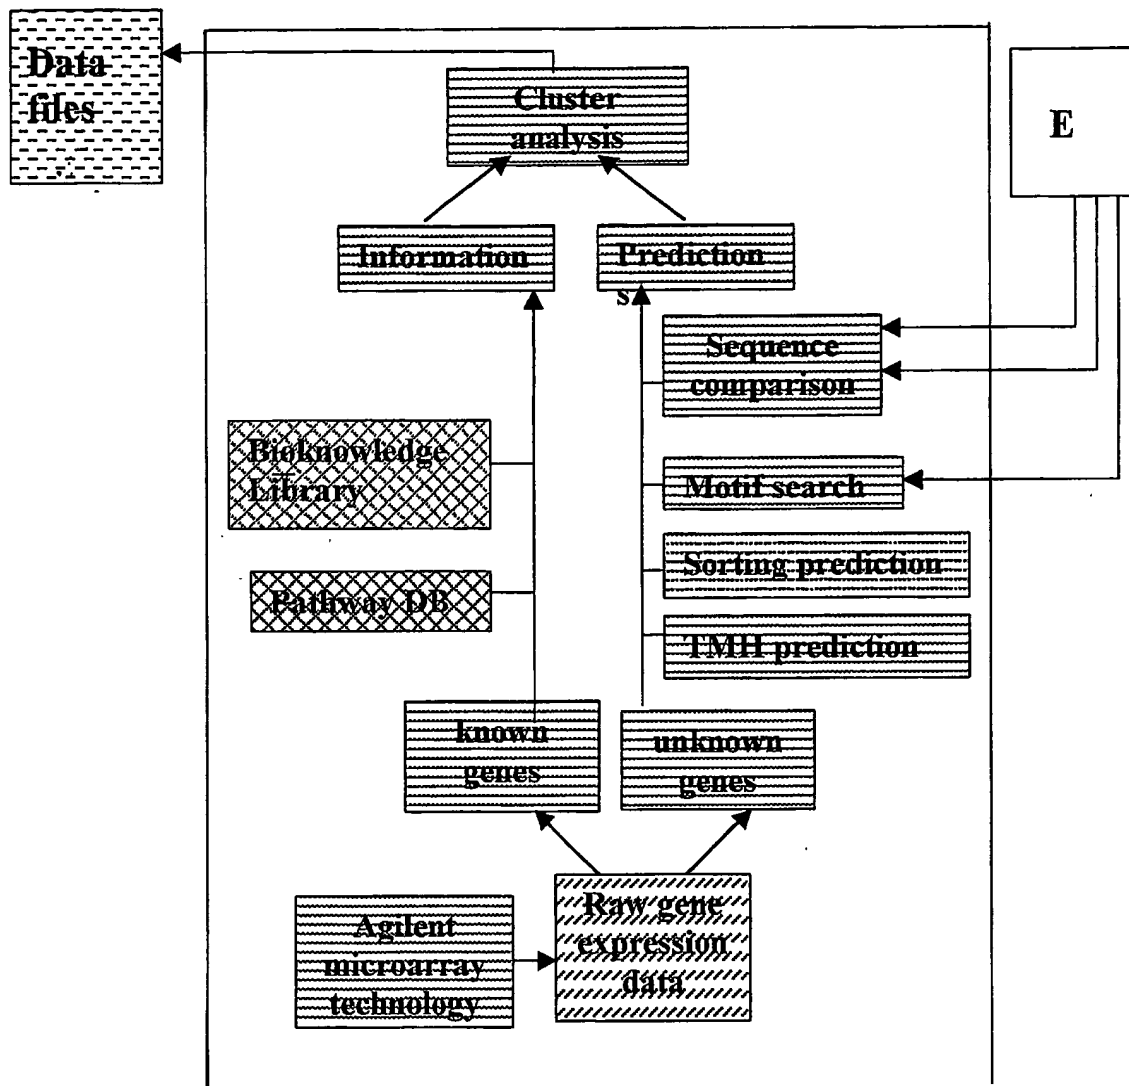 Data
files
Cluster
analysis
E
Information
Prediction
s
Sequence
comparison
Bioknowledge
Library
Motif search
Sorting prediction
Pathway DB
TMH prediction
known
genes
unknown
genes
Raw gene
expression
data
Agilent
microarray
technology